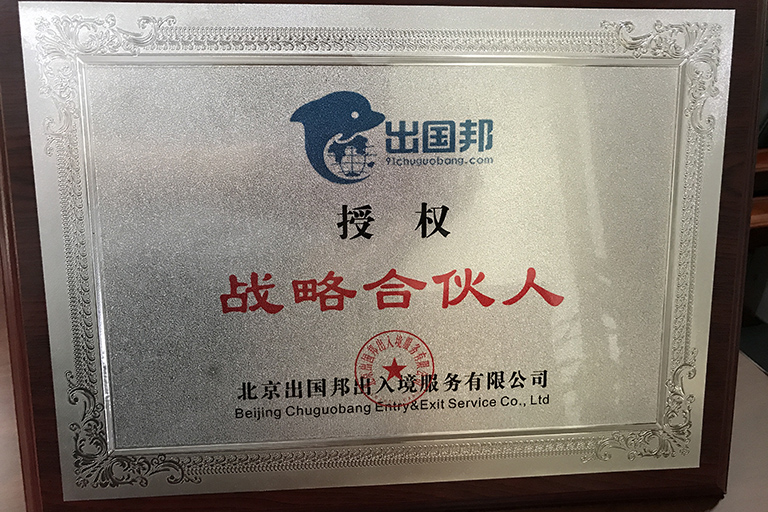 出国邦
91chuguobang.com
授 权
战略合伙人
北京出国邦出入境服务有限公司
Beijing Chuguobang Entry&Exit Service Co., Ltd